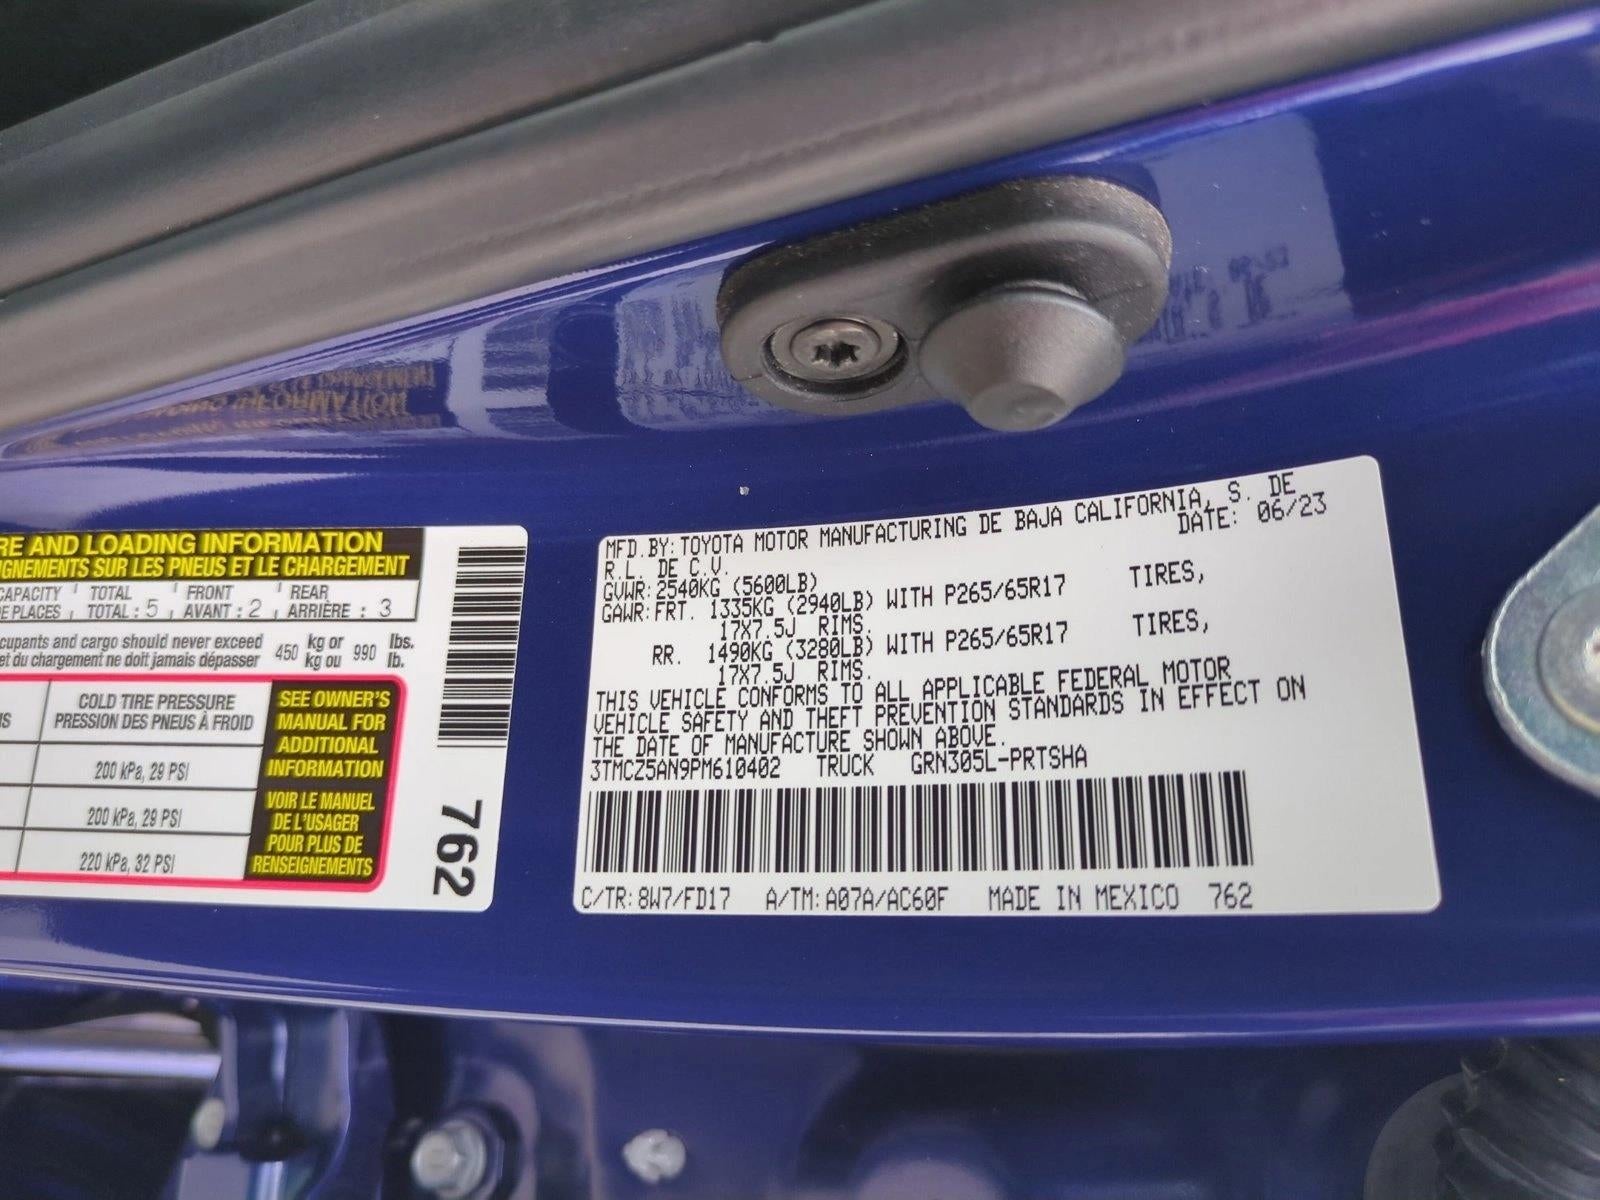 RE AND LOADING INFORMATION
IGNEMENTS SUR LES PNEUS ET LE CHARGEMENT
CAPACITY TOTAL FRONT REAR
DE PLACES TOTAL : 5 AVANT : 2 ARRIÈRE : 3
cupants and cargo should never exceed 450 kg or 990 lbs.
et du chargement ne doit jamais dépasser kg ou lb.
COLD TIRE PRESSURE
PRESSION DES PNEUS À FROID
200 kPa, 29 PSI
200 kPa, 29 PSI
220 kPa, 32 PSI
SEE OWNER'S
MANUAL FOR
ADDITIONAL
INFORMATION
VOIR LE MANUEL
DE L'USAGER
POUR PLUS DE
RENSEIGNEMENTS
762
MFD.BY: TOYOTA MOTOR MANUFACTURING DE BAJA CALIFORNIA, S. DE
R.L. DE C.V. DATE: 06/23
GVWR: 2540KG (5600LB)
GAWR: FRT. 1335KG (2940LB) WITH P265/65R17 TIRES,
17X7.5J RIMS.
RR. 1490KG (3280LB) WITH P265/65R17 TIRES,
17X7.5J RIMS.
THIS VEHICLE CONFORMS TO ALL APPLICABLE FEDERAL MOTOR
VEHICLE SAFETY AND THEFT PREVENTION STANDARDS IN EFFECT ON
THE DATE OF MANUFACTURE SHOWN ABOVE.
3TMCZ5AN9PM610402 TRUCK GRN305L-PRTSHA
C/TR: 8W7/FD17 A/TM: A07A/AC60F MADE IN MEXICO 762